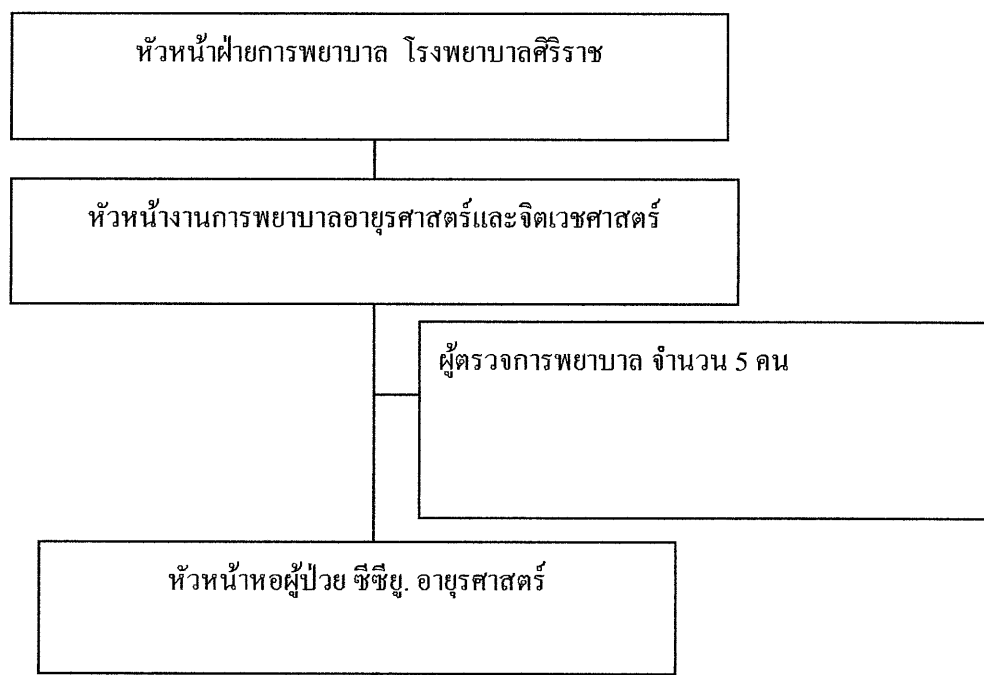 หัวหน้าฝ่ายการพยาบาล โรงพยาบาลศิริราช
หัวหน้างานการพยาบาลอายุรศาสตร์และจิตเวชศาสตร์
ผู้ตรวจการพยาบาล จำนวน 5 คน
หัวหน้าหอผู้ป่วย ซีซียู. อายุรศาสตร์